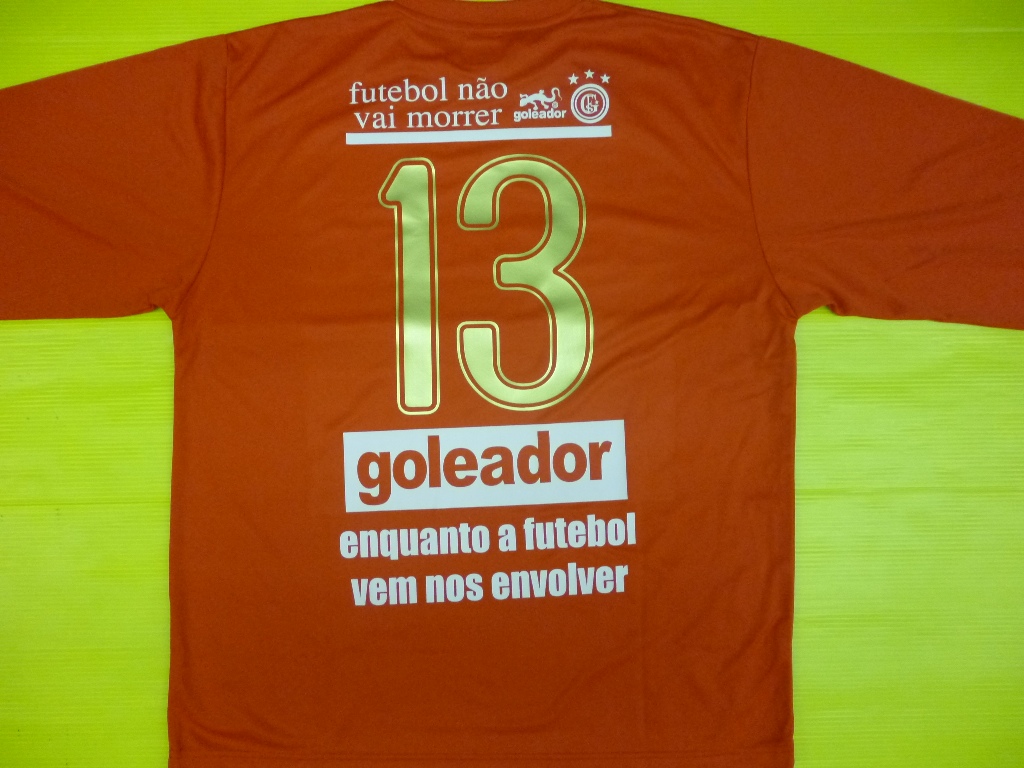 futebol não
vai morrer
goleador
13
goleador
enquanto a futebol
vem nos envolver